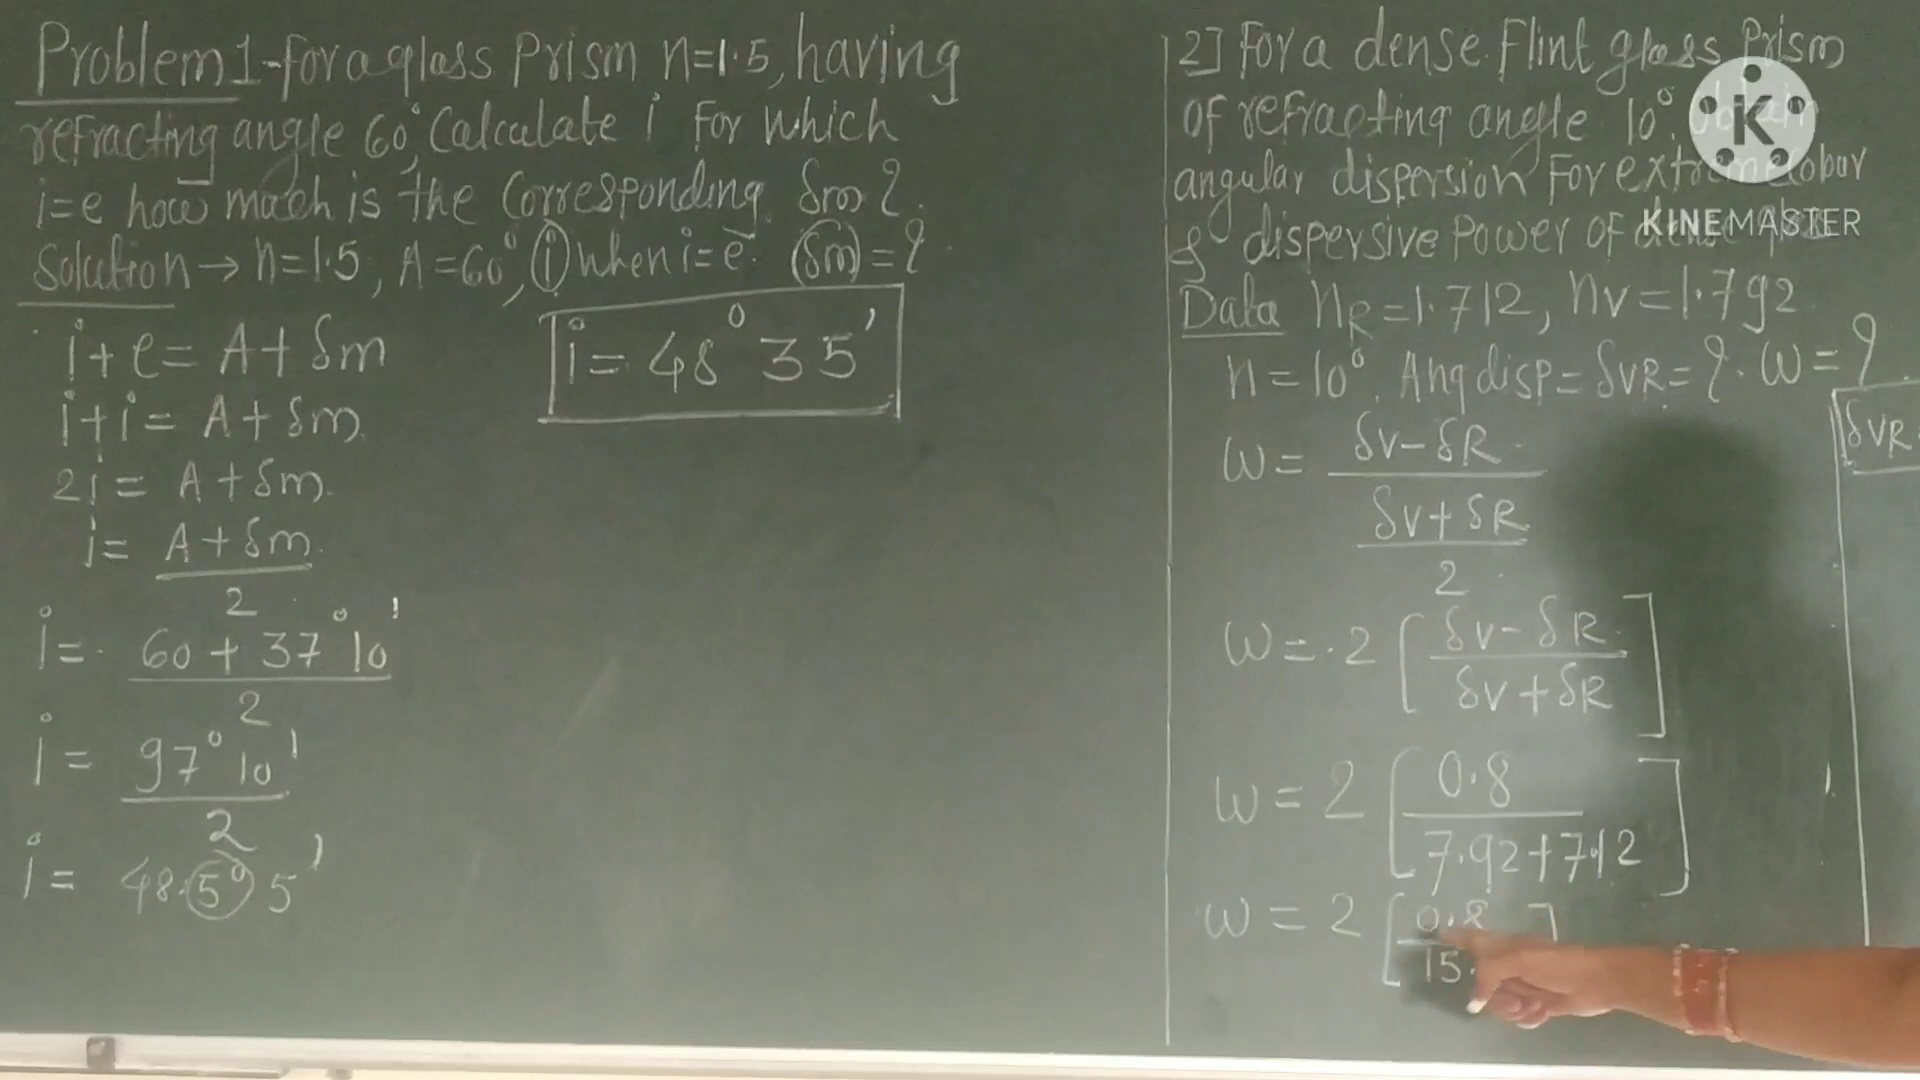 Problem 1 - for a glass Prism n=1.5, having
refracting angle 60°, Calculate i for which
i=e how much is the corresponding δm?
Solution → n=1.5, A=60°, i when i=e. δm=?
i+e= A+δm
i+i= A+δm
2i= A+δm
i= A+δm
2
i= 60+37°10'
2
i= 97°10'
2
i= 48.5° 5'
i= 48° 35'
2] For a dense Flint glass Prism
of refracting angle 10°.
angular dispersion for extreme
& dispersive Power of
Data nR=1.712, nv=1.792
n=10°. Ang disp= δVR=? ω=?
ω= δv-δR
δv+δR
2
ω= 2 [δv-δR
δv+δR]
ω= 2 [0.8
7.92+7.12]
ω= 2 [0.8
15.
δVR
K
KINEMASTER